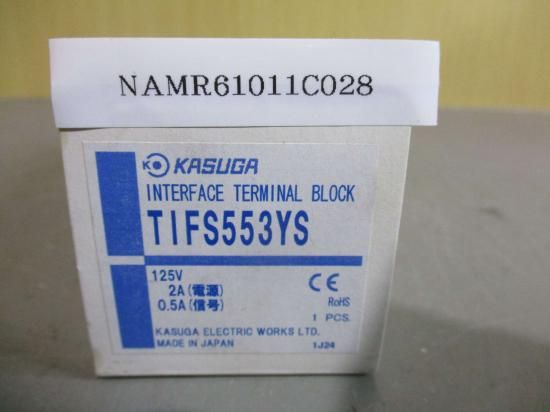 NAMR61011C028
KASUGA
INTERFACE TERMINAL BLOCK
TIFS553YS
125V
2A(電源)
0.5A(信号)
CE
RoHS
1 PCS.
KASUGA ELECTRIC WORKS LTD.
MADE IN JAPAN
1J24